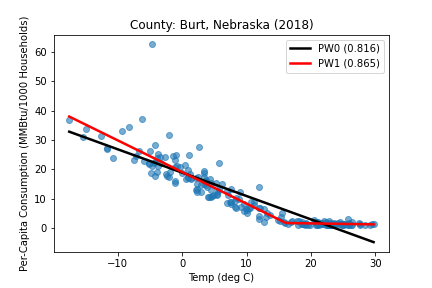 County: Burt, Nebraska (2018)
PW0 (0.816)
PW1 (0.865)
Per-Capita Consumption (MMBtu/1000 Households)
60
50
40
30
20
10
0
−10
0
10
20
30
Temp (deg C)